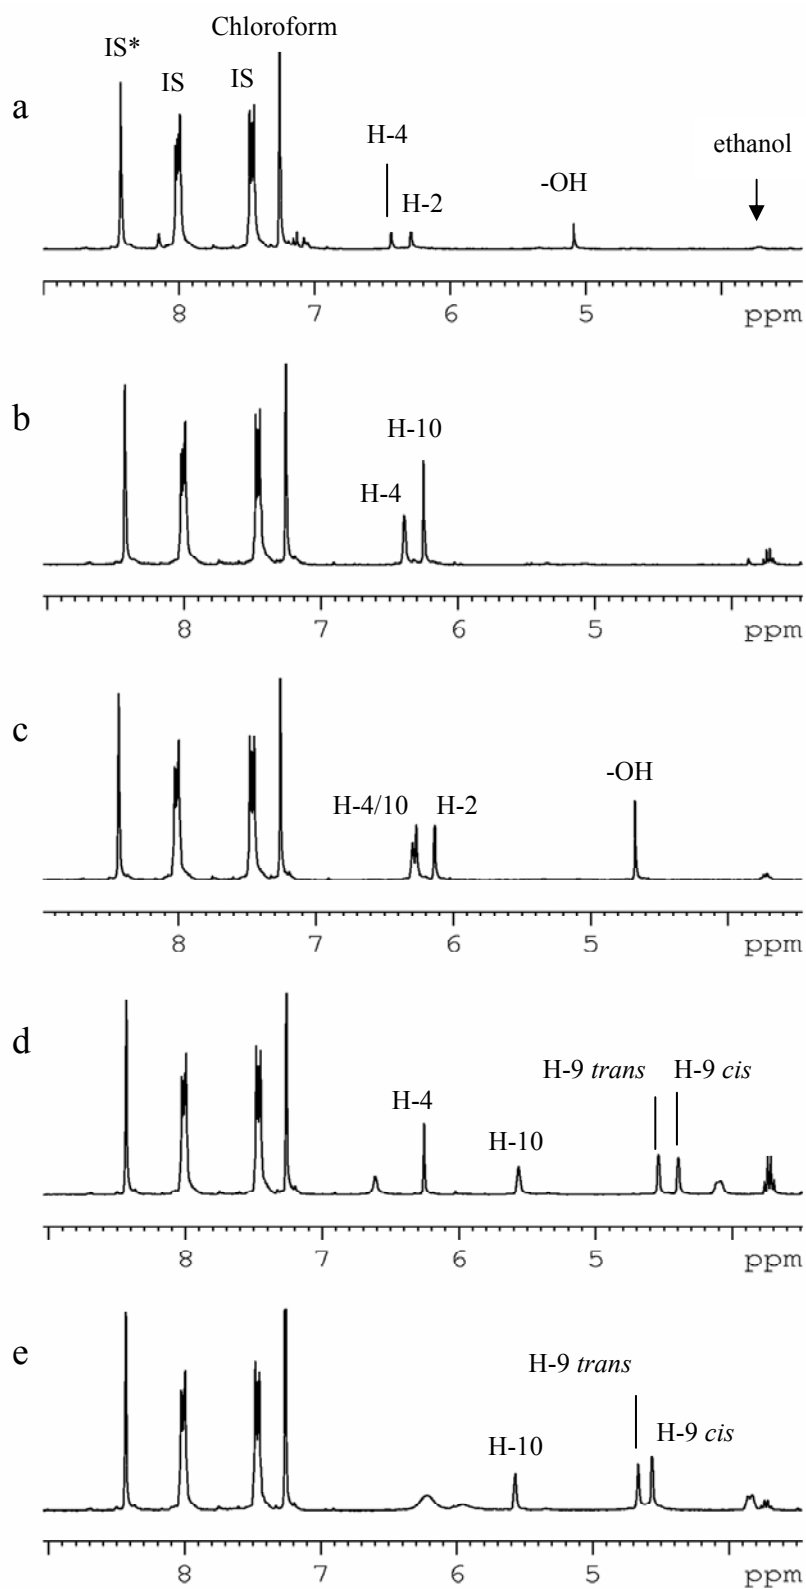 Chloroform
IS*
IS
IS
a
H-4
ethanol
-OH
H-2
8 7 6 5 ppm
b
H-10
H-4
8 7 6 5 ppm
c
-OH
H-4/10
H-2
8 7 6 5 ppm
d
H-9 trans
H-9 cis
H-4
H-10
8 7 6 5 ppm
e
H-9 trans
H-9 cis
H-10
8 7 6 5 ppm